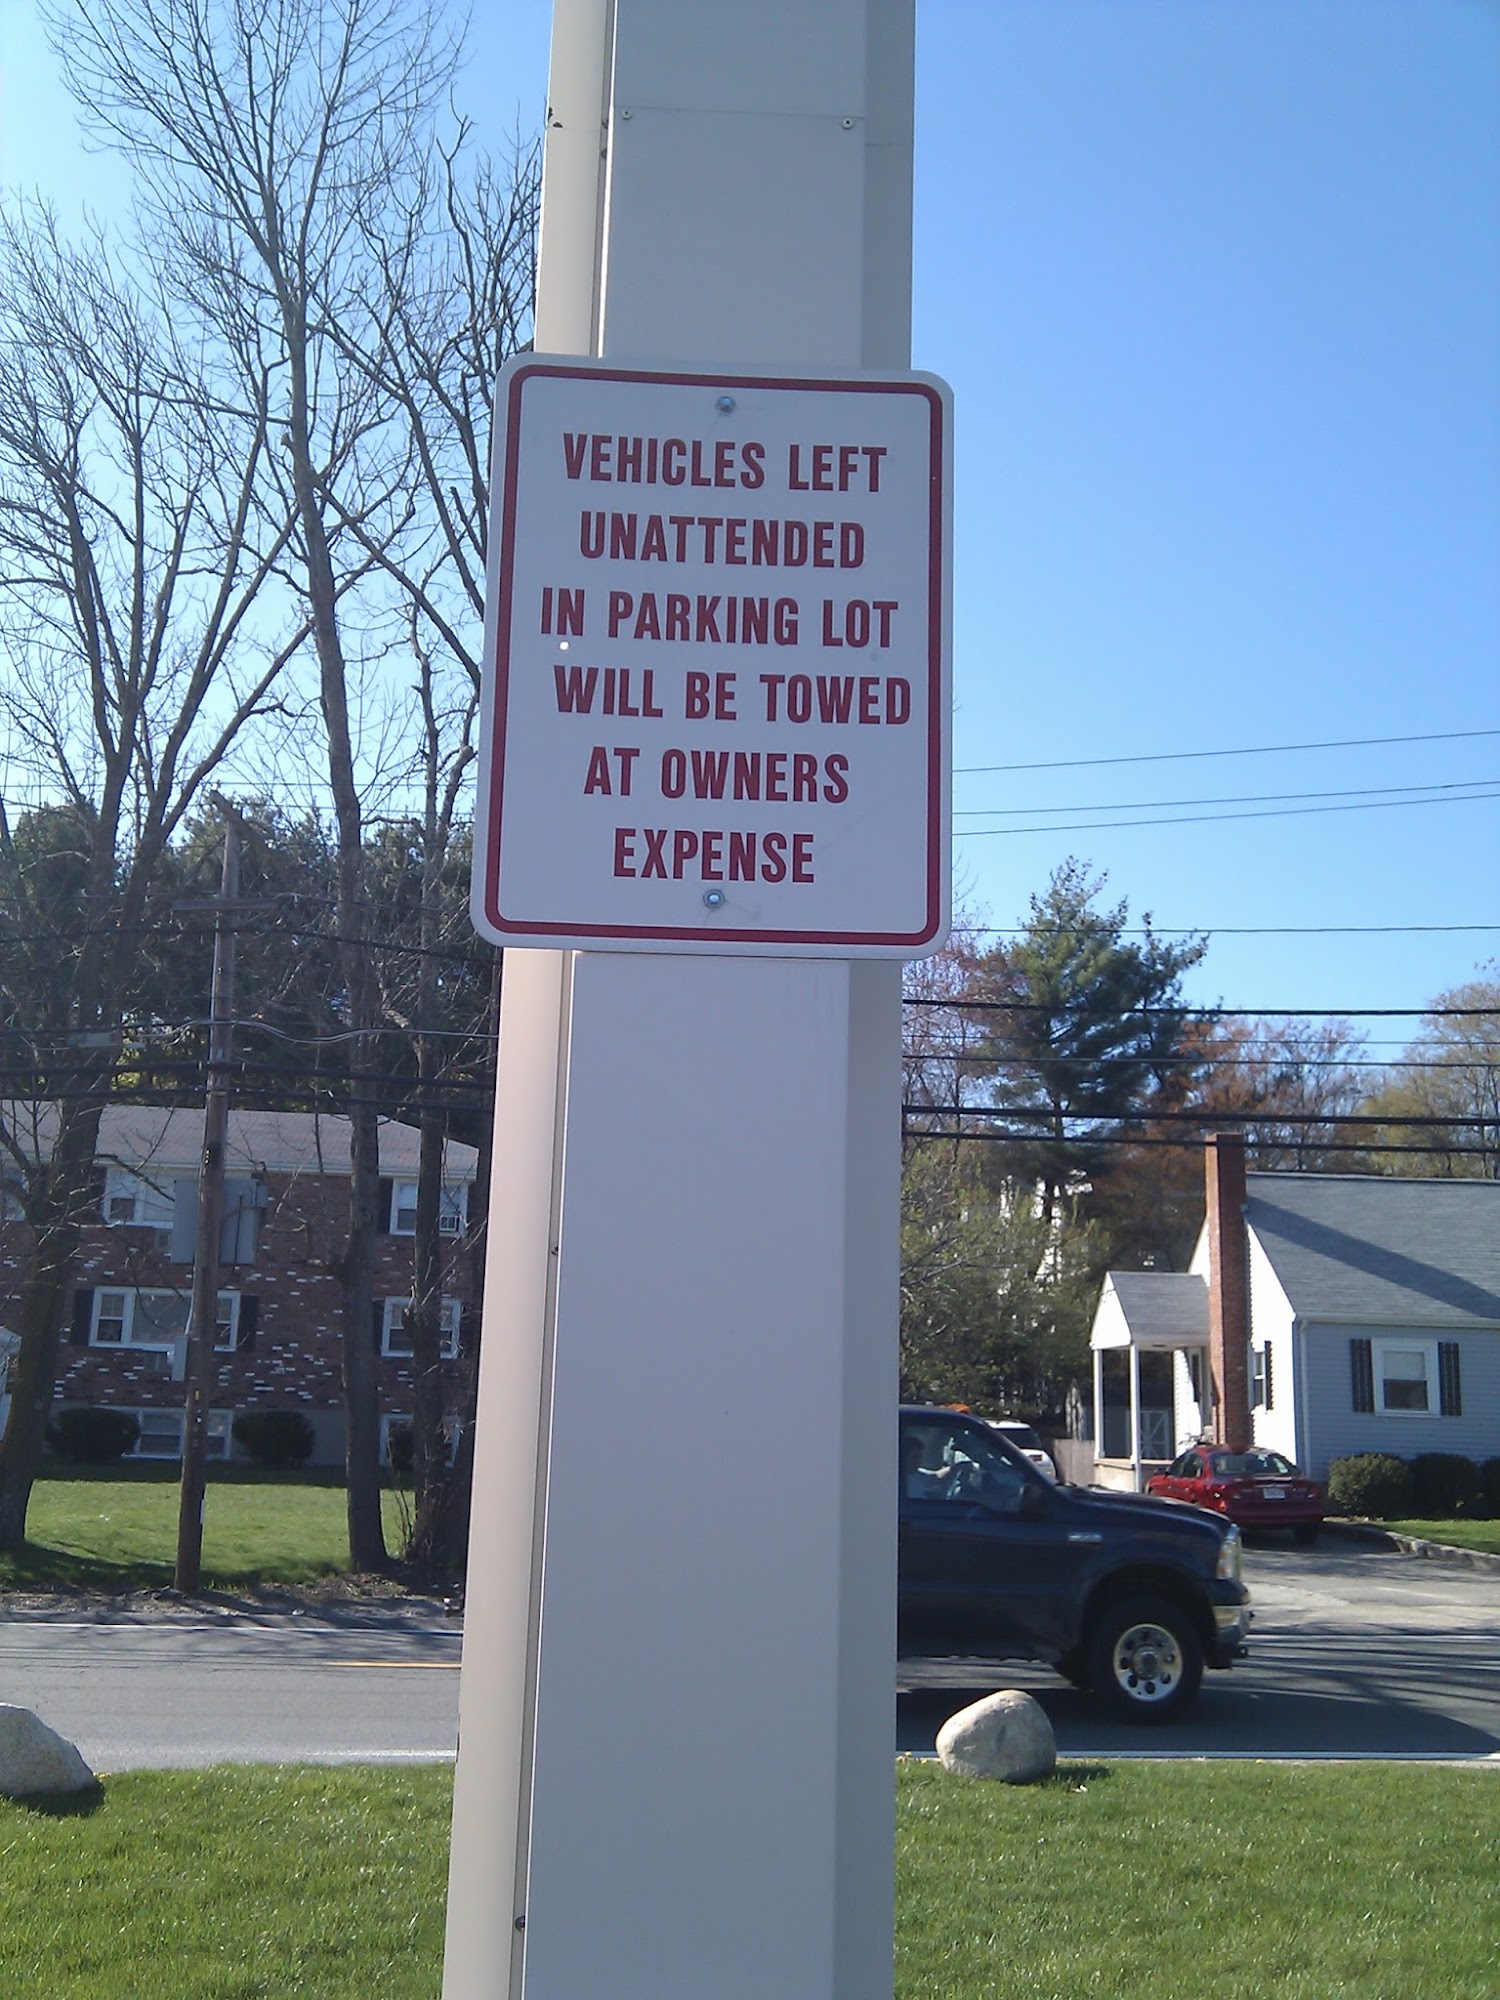 VEHICLES LEFT
UNATTENDED
IN PARKING LOT
WILL BE TOWED
AT OWNERS
EXPENSE